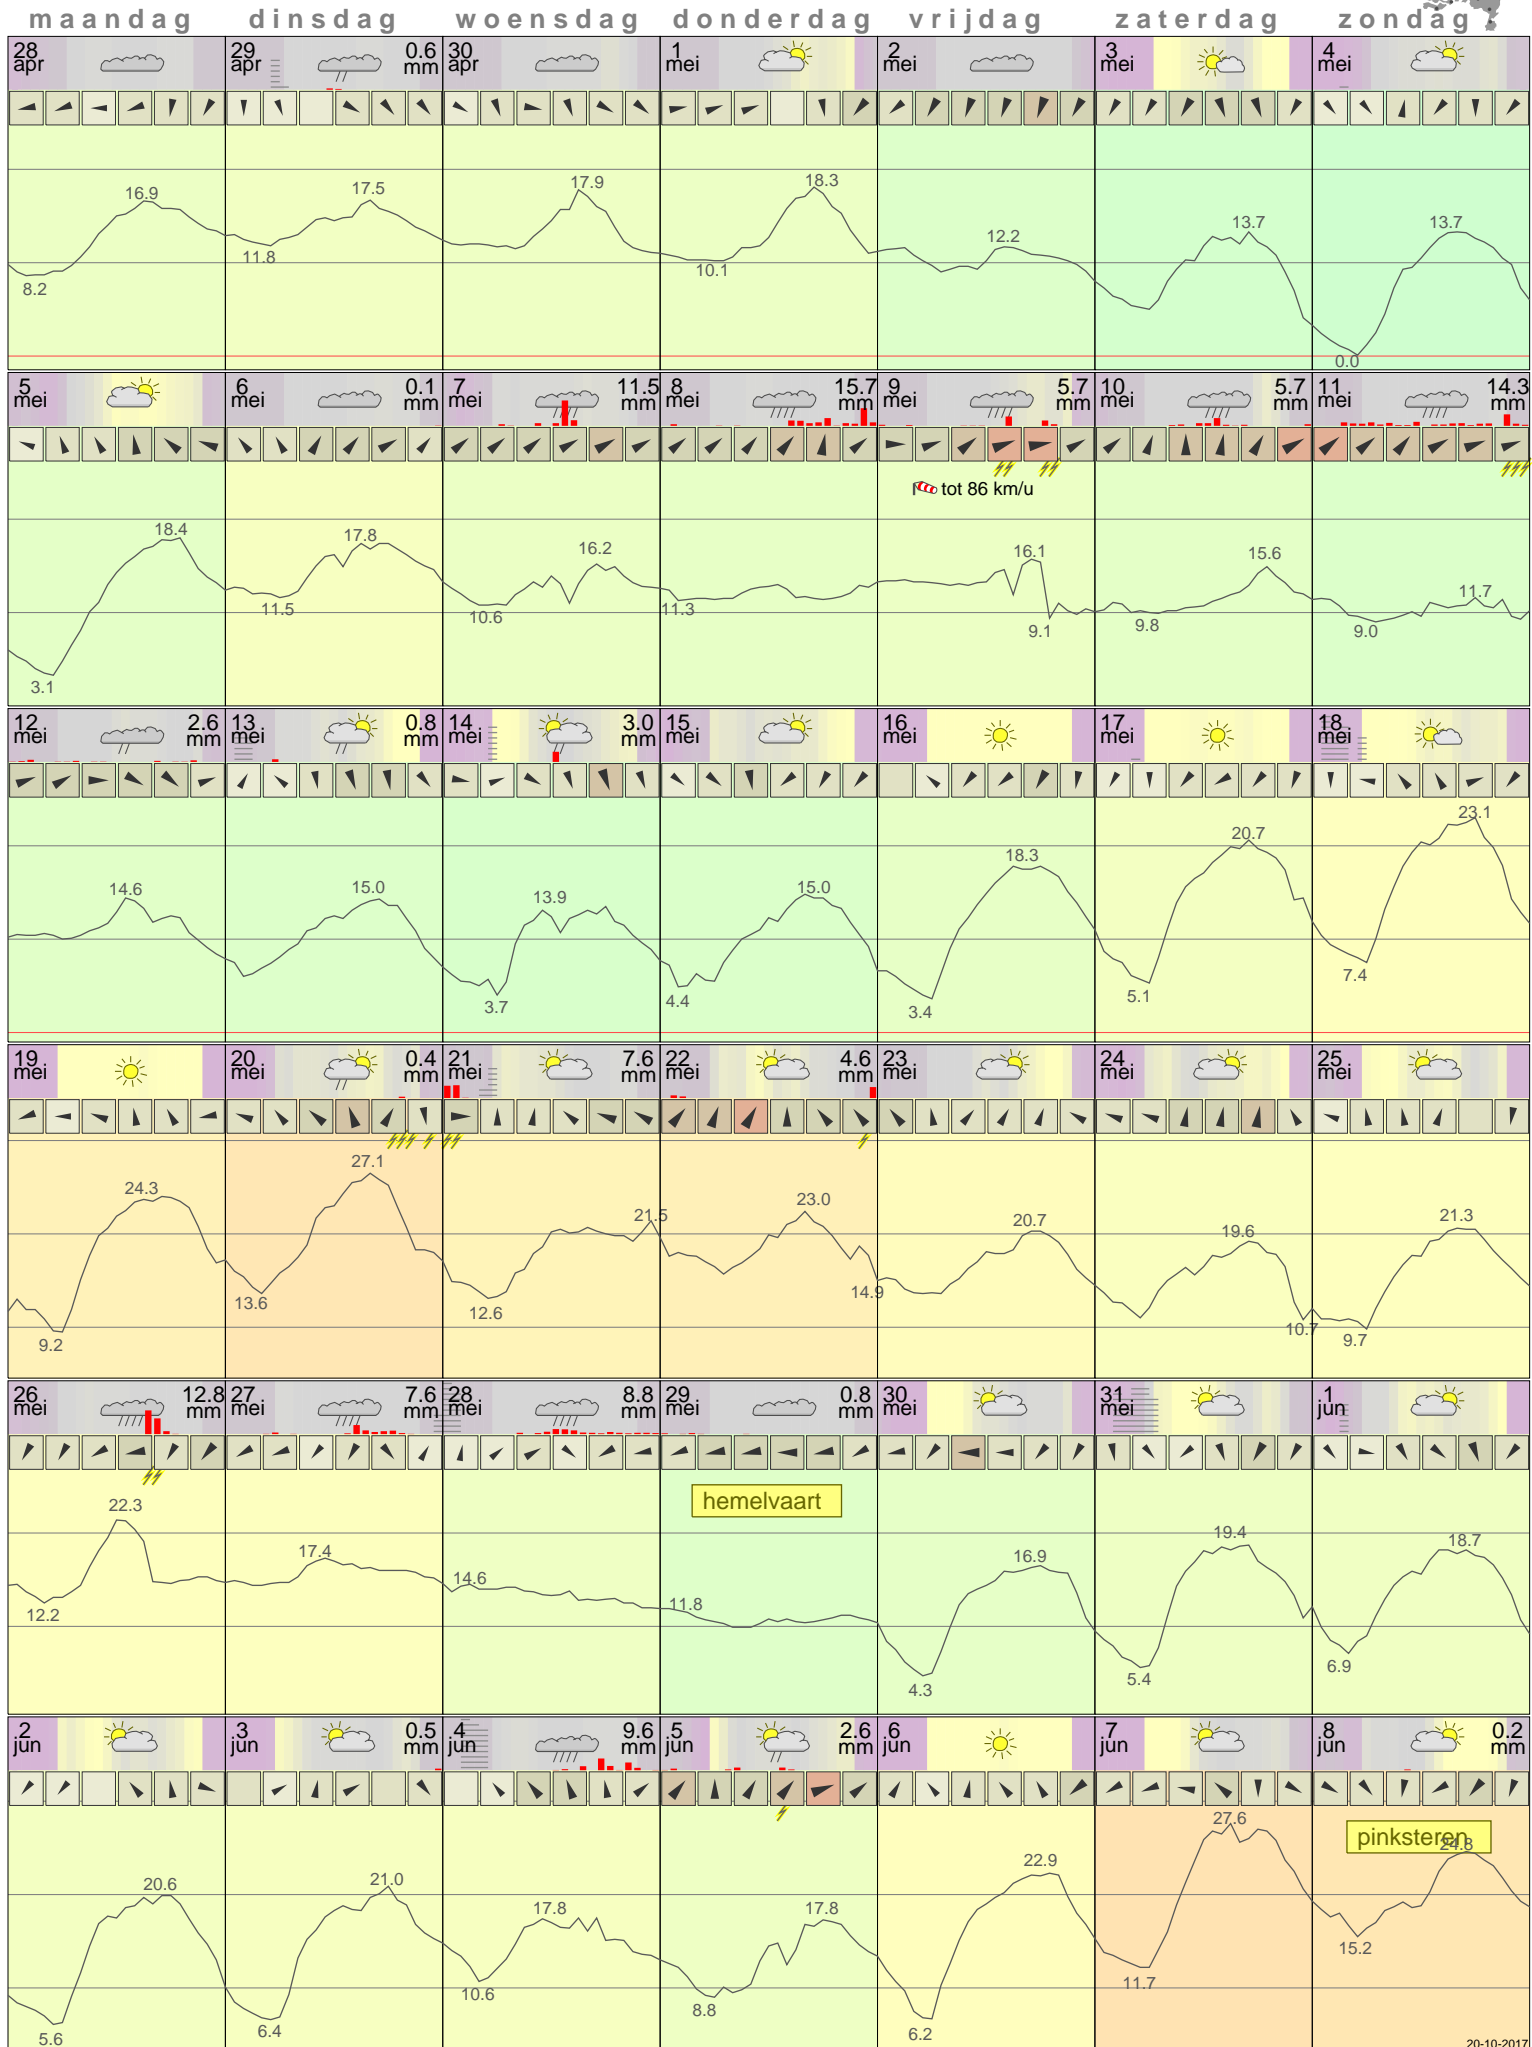 maandag dinsdag woensdag donderdag vrijdag zaterdag zondag
28 apr
29 apr 0.6 mm
30 apr
1 mei
2 mei
3 mei
4 mei
16.9 17.5 17.9 18.3 12.2 13.7 13.7
8.2 11.8 10.1 0.0
5 mei
6 mei 0.1 mm
7 mei 11.5 mm
8 mei 15.7 mm
9 mei 5.7 mm
10 mei 5.7 mm
11 mei 14.3 mm
tot 86 km/u
18.4 17.8 16.2 16.1 15.6 11.7
3.1 11.5 10.6 11.3 9.1 9.8 9.0
12 mei 2.6 mm
13 mei 0.8 mm
14 mei 3.0 mm
15 mei
16 mei
17 mei
18 mei
14.6 15.0 13.9 15.0 18.3 20.7 23.1
3.7 4.4 3.4 5.1 7.4
19 mei
20 mei 0.4 mm
21 mei 7.6 mm
22 mei 4.6 mm
23 mei
24 mei
25 mei
24.3 27.1 21.5 23.0 20.7 19.6 21.3
9.2 13.6 12.6 14.9 10.7 9.7
26 mei 12.8 mm
27 mei 7.6 mm
28 mei 8.8 mm
29 mei 0.8 mm
30 mei
31 mei
1 jun
hemelvaart
22.3 17.4 14.6 11.8 16.9 19.4 18.7
12.2 4.3 5.4 6.9
2 jun
3 jun 0.5 mm
4 jun 9.6 mm
5 jun 2.6 mm
6 jun
7 jun
8 jun 0.2 mm
pinksteren
20.6 21.0 17.8 17.8 22.9 27.6 24.8
5.6 6.4 10.6 8.8 6.2 11.7 15.2
20-10-2017